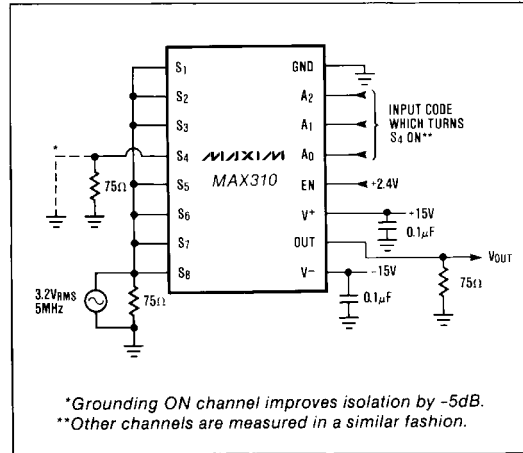 S1
S2
S3
S4
S5
S6
S7
S8
GND
A2
A1
A0
EN
V+
OUT
V−
MAXIM
MAX310
INPUT CODE
WHICH TURNS
S4 ON**
+2.4V
+15V
0.1μF
VOUT
-15V
0.1μF
75Ω
*
75Ω
3.2VRMS
5MHz
75Ω
*Grounding ON channel improves isolation by -5dB.
**Other channels are measured in a similar fashion.